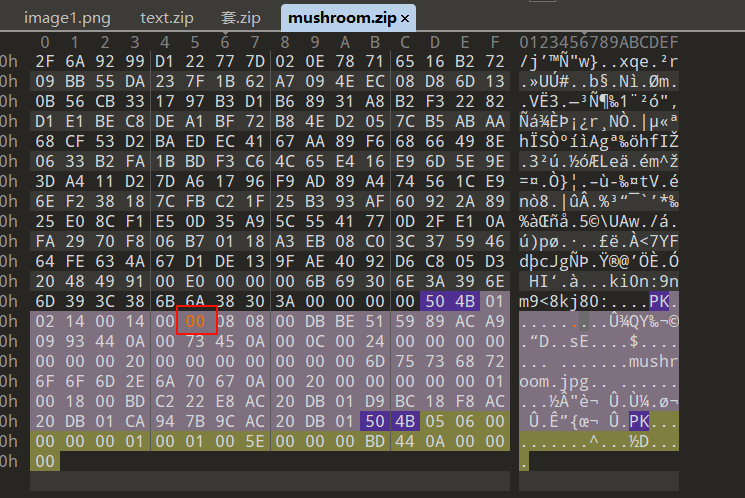 image1.png text.zip 套.zip mushroom.zip ×
0 1 2 3 4 5 6 7 8 9 A B C D E F 0123456789ABCDEF
0h 2F 6A 92 99 D1 22 77 7D 02 0E 78 71 65 16 B2 72 /j’™Ñ"w}..xqe.²r
0h 09 BB 55 DA 23 7F 1B 62 A7 09 4E EC 08 D8 6D 13 .»UÚ#..b§.Nì.Øm.
0h 0B 56 CB 33 17 97 B3 D1 B6 89 31 A8 B2 F3 22 82 .VË3.—³Ñ¶‰1¨²ó"‚
0h D1 E1 BE C8 DE A1 BF 72 B8 4E D2 05 7C B5 AB AA Ñá¾ÈÞ¡¿r¸NÒ.|µ«ª
0h 68 CF 53 D2 BA ED EC 41 67 AA 89 F6 68 66 49 8E hÏSÒºíìAgª‰öhfIŽ
0h 06 33 B2 FA 1B BD F3 C6 4C 65 E4 16 E9 6D 5E 9E .3²ú.½óÆLeä.ém^ž
0h 3D A4 11 D2 7D A6 17 96 F9 AD 89 A4 74 56 1C E9 =¤.Ò}¦.–ù-‰¤tV.é
0h 6E F2 38 18 7C FB C2 1F 25 B3 93 AF 60 92 2A 89 nò8.|ûÂ.%³“¯`’*‰
0h 25 E0 8C F1 E5 0D 35 A9 5C 55 41 77 0D 2F E1 0A %àŒñå.5©\UAw./á.
0h FA 29 70 F8 06 B7 01 18 A3 EB 08 C0 3C 37 59 46 ú)pø.·..£ë.À<7YF
0h 64 FE 63 4A 67 D1 DE 13 9F AE 40 92 D6 C8 05 D3 dþcJgÑÞ.Ÿ®@’ÖÈ.Ó
0h 20 48 49 91 00 E0 00 00 00 6B 69 30 6E 3A 39 6E HI‘.à...ki0n:9n
0h 6D 39 3C 38 6B 6A 38 30 3A 00 00 00 00 50 4B 01 m9<8kj80:....PK.
0h 02 14 00 14 00 00 08 08 00 DB BE 51 59 89 AC A9 .........Û¾QY‰¬©
0h 00 93 44 0A 00 73 45 0A 00 0C 00 24 00 00 00 00 .“D..sE....$....
0h 00 00 00 20 00 00 00 00 00 00 00 6D 75 73 68 72 ... .......mushr
0h 6F 6F 6D 2E 6A 70 67 0A 00 20 00 00 00 00 00 01 oom.jpg.. ......
0h 00 18 00 BD C2 22 E8 AC 20 DB 01 D9 BC 18 F8 AC ...½Â"è¬ Û.Ù¼.ø¬
0h 20 DB 01 CA 94 7B 9C AC 20 DB 01 50 4B 05 06 00 Û.Ê”{œ¬ Û.PK...
0h 00 00 00 01 00 01 00 5E 00 00 00 BD 44 0A 00 00 .......^...½D...
0h 00 .